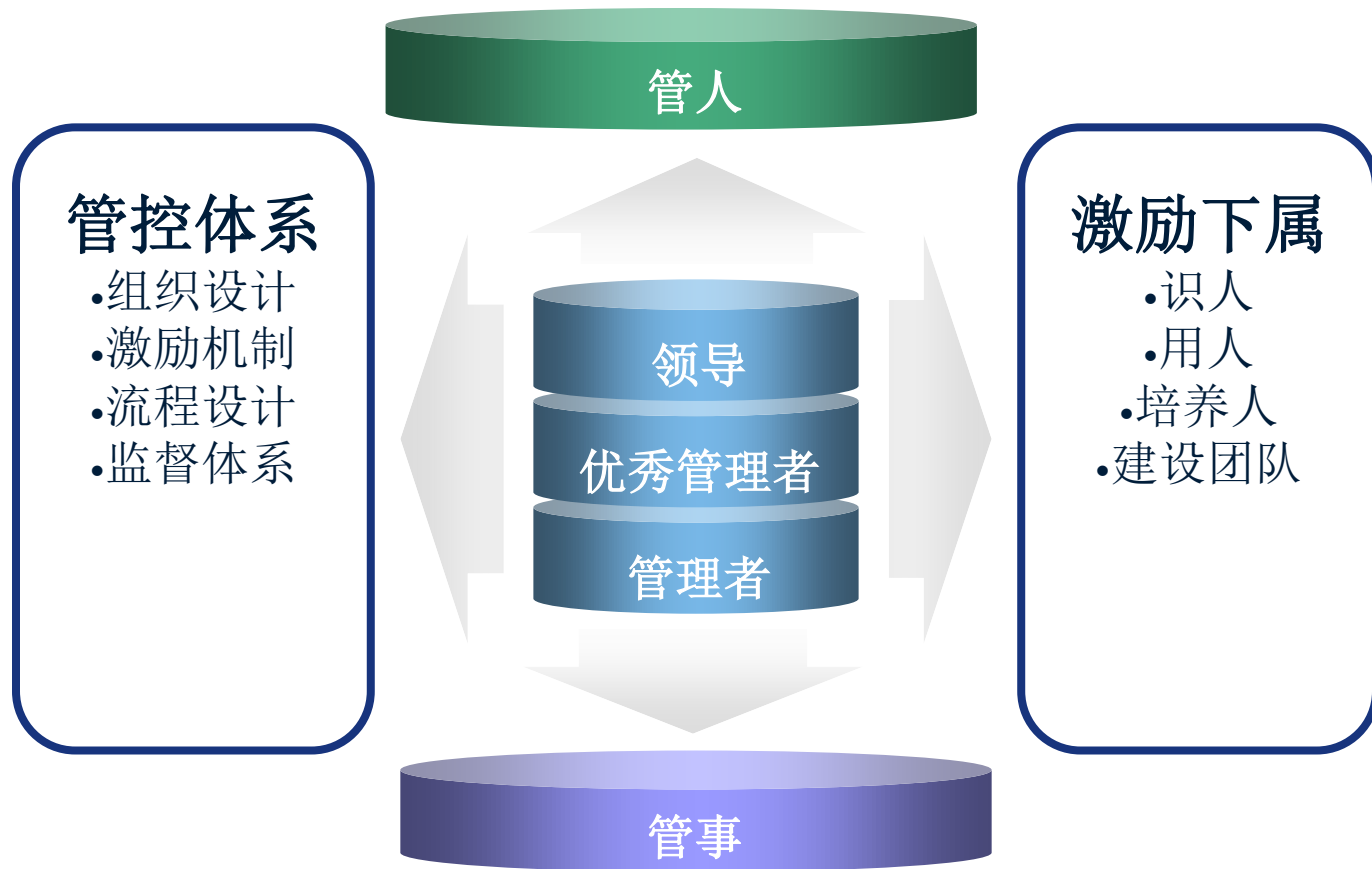 管人
管控体系
•组织设计
•激励机制
•流程设计
•监督体系
领导
优秀管理者
管理者
激励下属
•识人
•用人
•培养人
•建设团队
管事